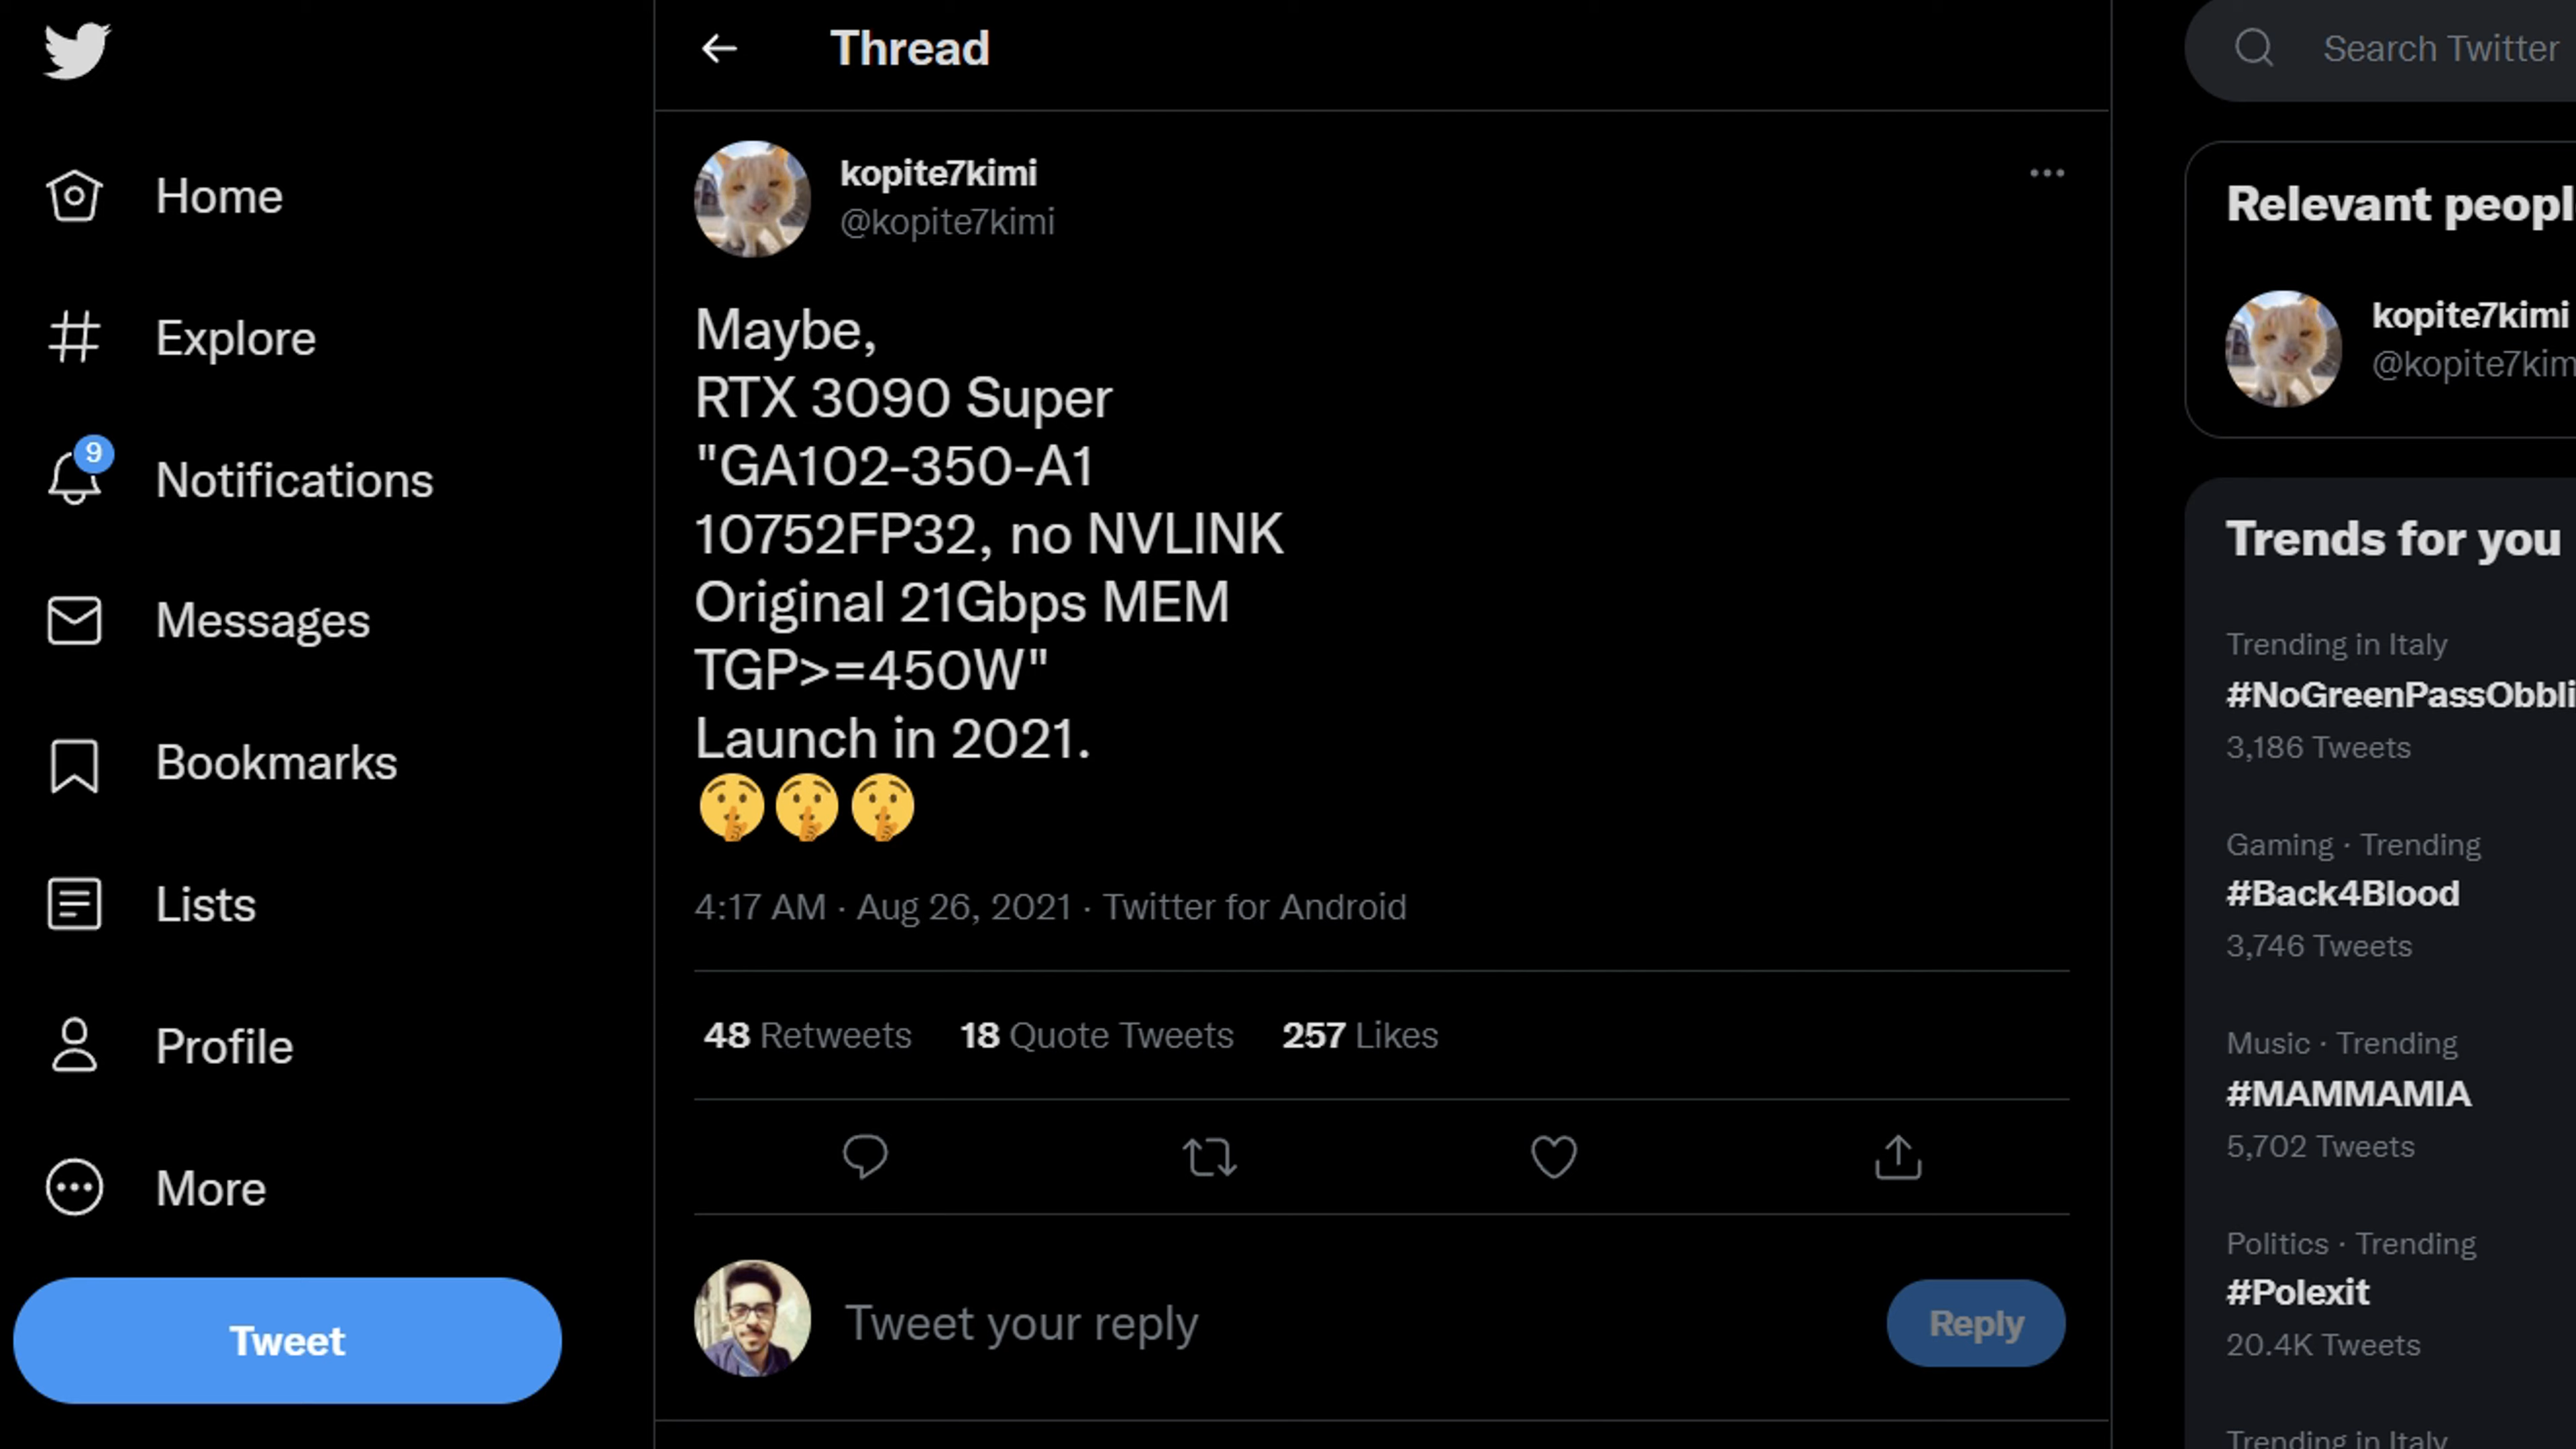 Home
Explore
9
Notifications
Messages
Bookmarks
Lists
Profile
More
Tweet
Thread
kopite7kimi
@kopite7kimi
Maybe,
RTX 3090 Super
"GA102-350-A1
10752FP32, no NVLINK
Original 21Gbps MEM
TGP>=450W"
Launch in 2021.
🤫🤫🤫
4:17 AM · Aug 26, 2021 · Twitter for Android
48 Retweets 18 Quote Tweets 257 Likes
Tweet your reply
Reply
Search Twitter
Relevant peopl
kopite7kimi
@kopite7kim
Trends for you
Trending in Italy
#NoGreenPassObbli
3,186 Tweets
Gaming · Trending
#Back4Blood
3,746 Tweets
Music · Trending
#MAMMAMIA
5,702 Tweets
Politics · Trending
#Polexit
20.4K Tweets
Trending in Italy